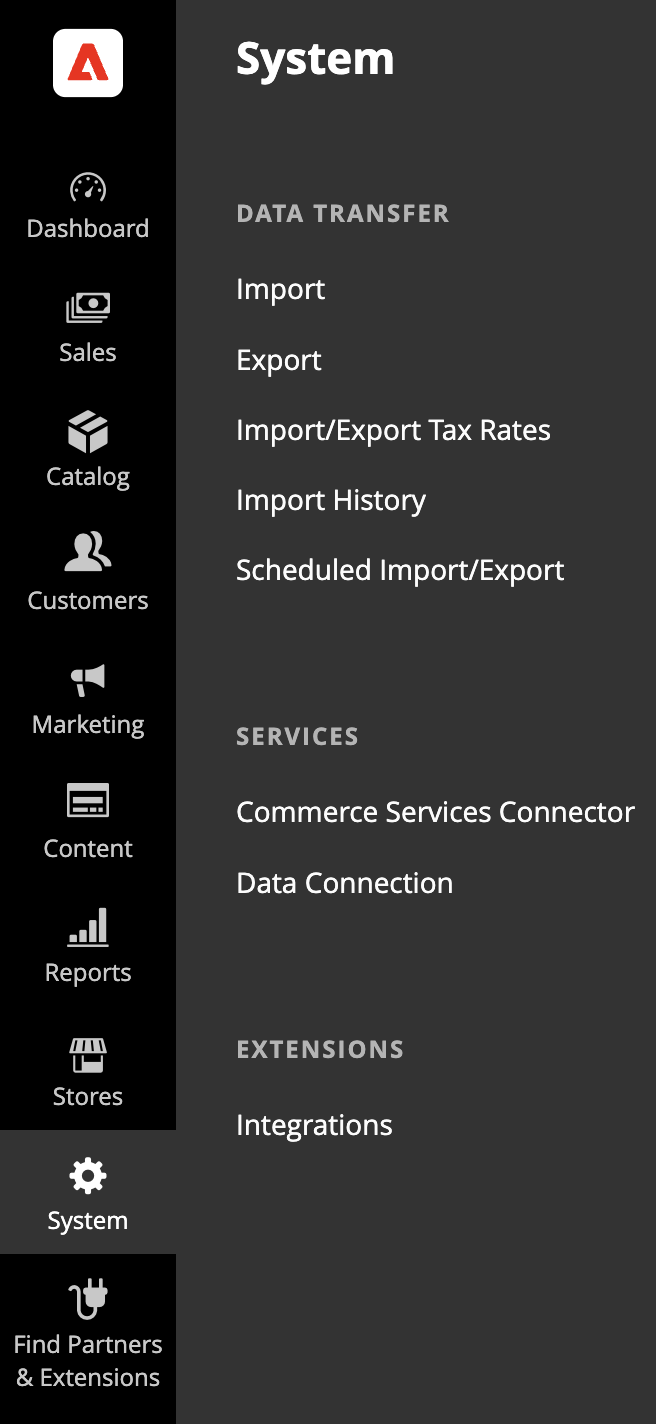 Dashboard
Sales
Catalog
Customers
Marketing
Content
Reports
Stores
System
Find Partners
& Extensions
System
DATA TRANSFER
Import
Export
Import/Export Tax Rates
Import History
Scheduled Import/Export
SERVICES
Commerce Services Connector
Data Connection
EXTENSIONS
Integrations